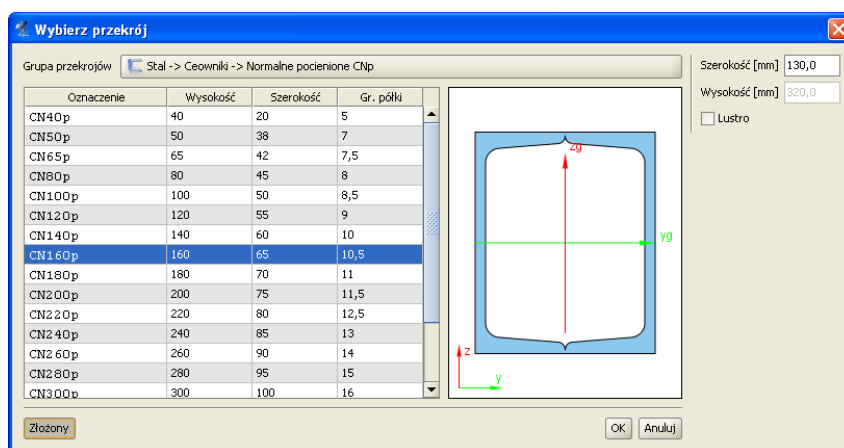 Wybierz przekrój
Grupa przekrojów Stal -> Ceowniki -> Normalne pocienione CNp
Szerokość [mm] 130,0
Wysokość [mm] 320,0
Lustro
Oznaczenie Wysokość Szerokość Gr. półki
CN40p 40 20 5
CN50p 50 38 7
CN65p 65 42 7,5
CN80p 80 45 8
CN100p 100 50 8,5
CN120p 120 55 9
CN140p 140 60 10
CN160p 160 65 10,5
CN180p 180 70 11
CN200p 200 75 11,5
CN220p 220 80 12,5
CN240p 240 85 13
CN260p 260 90 14
CN280p 280 95 15
CN300p 300 100 16
zg
yg
z
y
Złożony
OK Anuluj